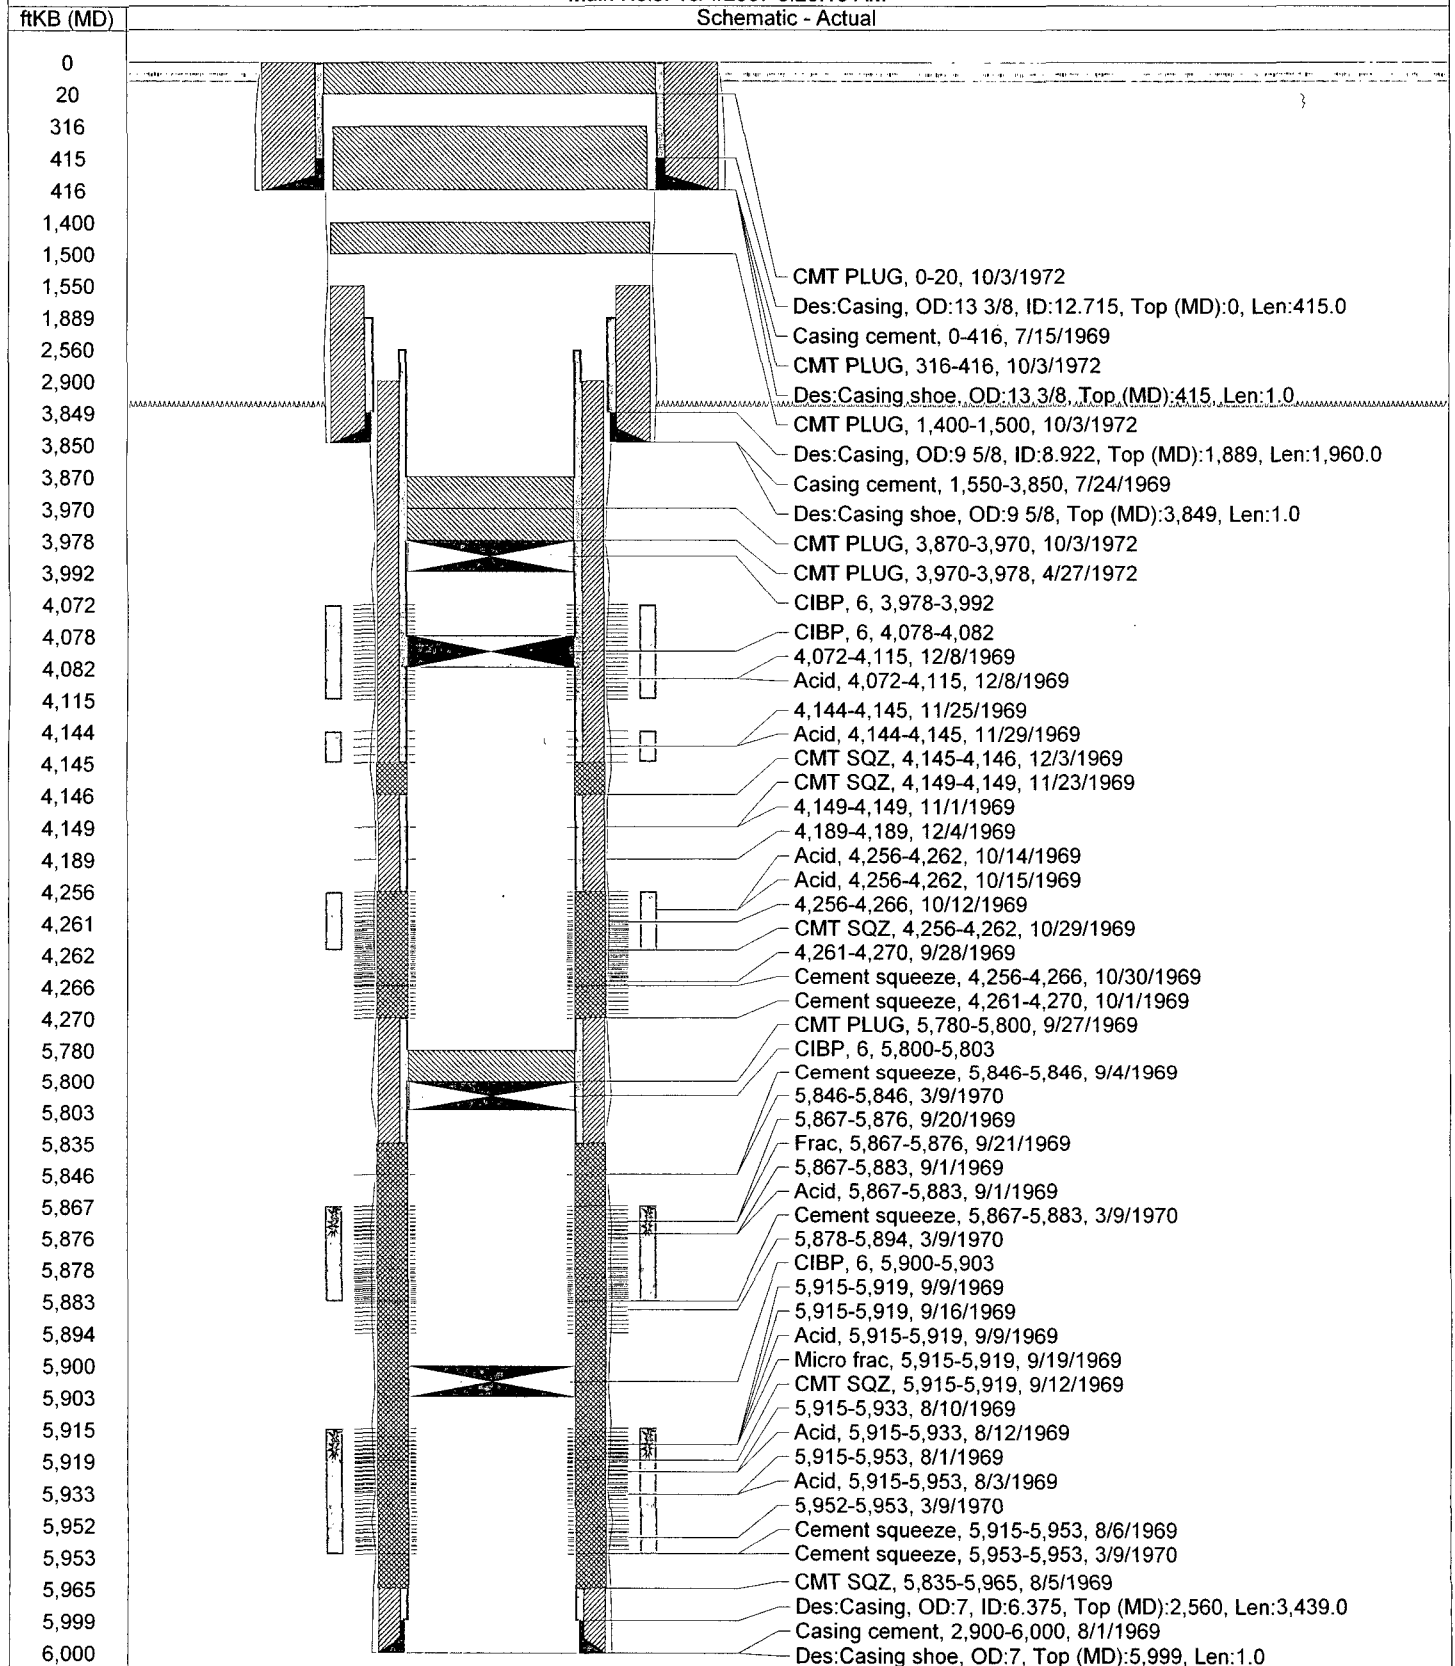 ftKB (MD)
Schematic - Actual
0
20
316
415
416
1,400
1,500
1,550
1,889
2,560
2,900
3,849
3,850
3,870
3,970
3,978
3,992
4,072
4,078
4,082
4,115
4,144
4,145
4,146
4,149
4,189
4,256
4,261
4,262
4,266
4,270
5,780
5,800
5,803
5,835
5,846
5,867
5,876
5,878
5,883
5,894
5,900
5,903
5,915
5,919
5,933
5,952
5,953
5,965
5,999
6,000
CMT PLUG, 0-20, 10/3/1972
Des:Casing, OD:13 3/8, ID:12.715, Top (MD):0, Len:415.0
Casing cement, 0-416, 7/15/1969
CMT PLUG, 316-416, 10/3/1972
Des:Casing shoe, OD:13 3/8, Top (MD):415, Len:1.0
CMT PLUG, 1,400-1,500, 10/3/1972
Des:Casing, OD:9 5/8, ID:8.922, Top (MD):1,889, Len:1,960.0
Casing cement, 1,550-3,850, 7/24/1969
Des:Casing shoe, OD:9 5/8, Top (MD):3,849, Len:1.0
CMT PLUG, 3,870-3,970, 10/3/1972
CMT PLUG, 3,970-3,978, 4/27/1972
CIBP, 6, 3,978-3,992
CIBP, 6, 4,078-4,082
4,072-4,115, 12/8/1969
Acid, 4,072-4,115, 12/8/1969
4,144-4,145, 11/25/1969
Acid, 4,144-4,145, 11/29/1969
CMT SQZ, 4,145-4,146, 12/3/1969
CMT SQZ, 4,149-4,149, 11/23/1969
4,149-4,149, 11/1/1969
4,189-4,189, 12/4/1969
Acid, 4,256-4,262, 10/14/1969
Acid, 4,256-4,262, 10/15/1969
4,256-4,266, 10/12/1969
CMT SQZ, 4,256-4,262, 10/29/1969
4,261-4,270, 9/28/1969
Cement squeeze, 4,256-4,266, 10/30/1969
Cement squeeze, 4,261-4,270, 10/1/1969
CMT PLUG, 5,780-5,800, 9/27/1969
CIBP, 6, 5,800-5,803
Cement squeeze, 5,846-5,846, 9/4/1969
5,846-5,846, 3/9/1970
5,867-5,876, 9/20/1969
Frac, 5,867-5,876, 9/21/1969
5,867-5,883, 9/1/1969
Acid, 5,867-5,883, 9/1/1969
Cement squeeze, 5,867-5,883, 3/9/1970
5,878-5,894, 3/9/1970
CIBP, 6, 5,900-5,903
5,915-5,919, 9/9/1969
5,915-5,919, 9/16/1969
Acid, 5,915-5,919, 9/9/1969
Micro frac, 5,915-5,919, 9/19/1969
CMT SQZ, 5,915-5,919, 9/12/1969
5,915-5,933, 8/10/1969
Acid, 5,915-5,933, 8/12/1969
5,915-5,953, 8/1/1969
Acid, 5,915-5,953, 8/3/1969
5,952-5,953, 3/9/1970
Cement squeeze, 5,915-5,953, 8/6/1969
Cement squeeze, 5,953-5,953, 3/9/1970
CMT SQZ, 5,835-5,965, 8/5/1969
Des:Casing, OD:7, ID:6.375, Top (MD):2,560, Len:3,439.0
Casing cement, 2,900-6,000, 8/1/1969
Des:Casing shoe, OD:7, Top (MD):5,999, Len:1.0